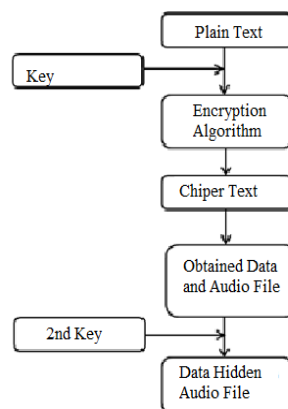 Plain Text
Key
Encryption
Algorithm
Chiper Text
Obtained Data
and Audio File
2nd Key
Data Hidden
Audio File